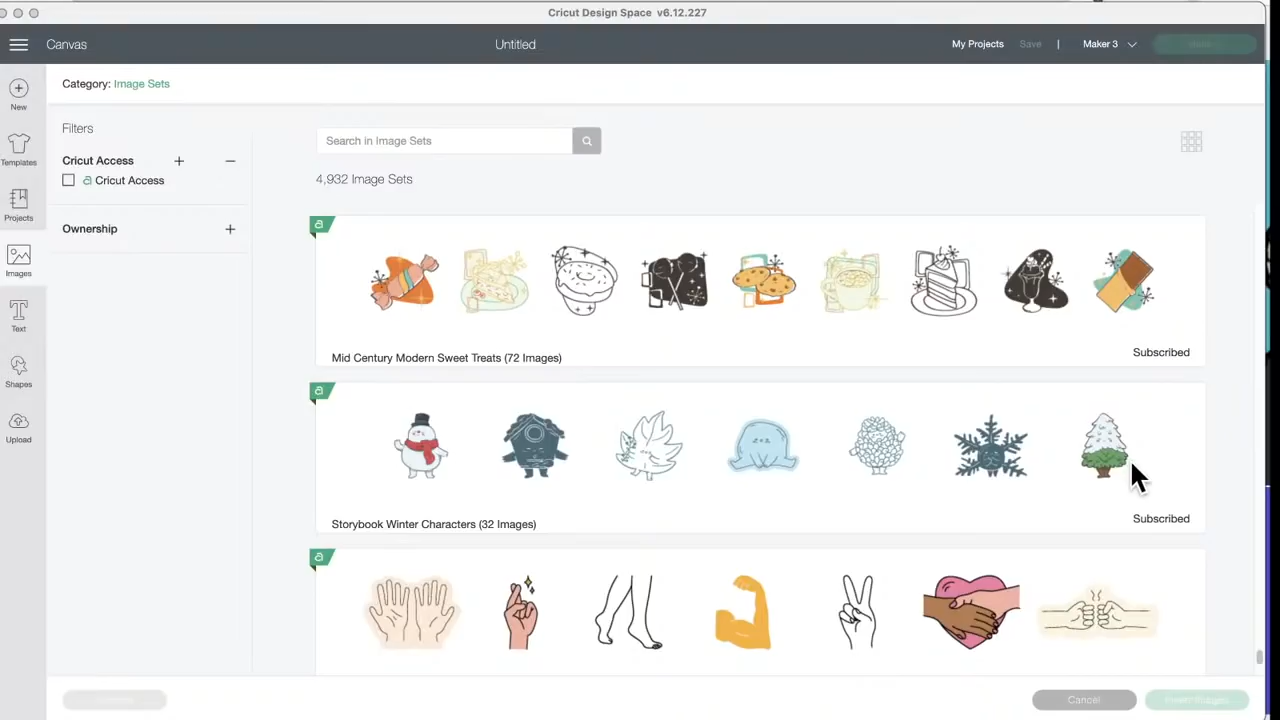 Cricut Design Space v6.12.227
Canvas
Untitled
My Projects
Save
|
Maker 3
New
Templates
Projects
Images
Text
Shapes
Upload
Category: Image Sets
Filters
Cricut Access
Cricut Access
Ownership
Search in Image Sets
4,932 Image Sets
Mid Century Modern Sweet Treats (72 Images)
Subscribed
Storybook Winter Characters (32 Images)
Subscribed
Cancel